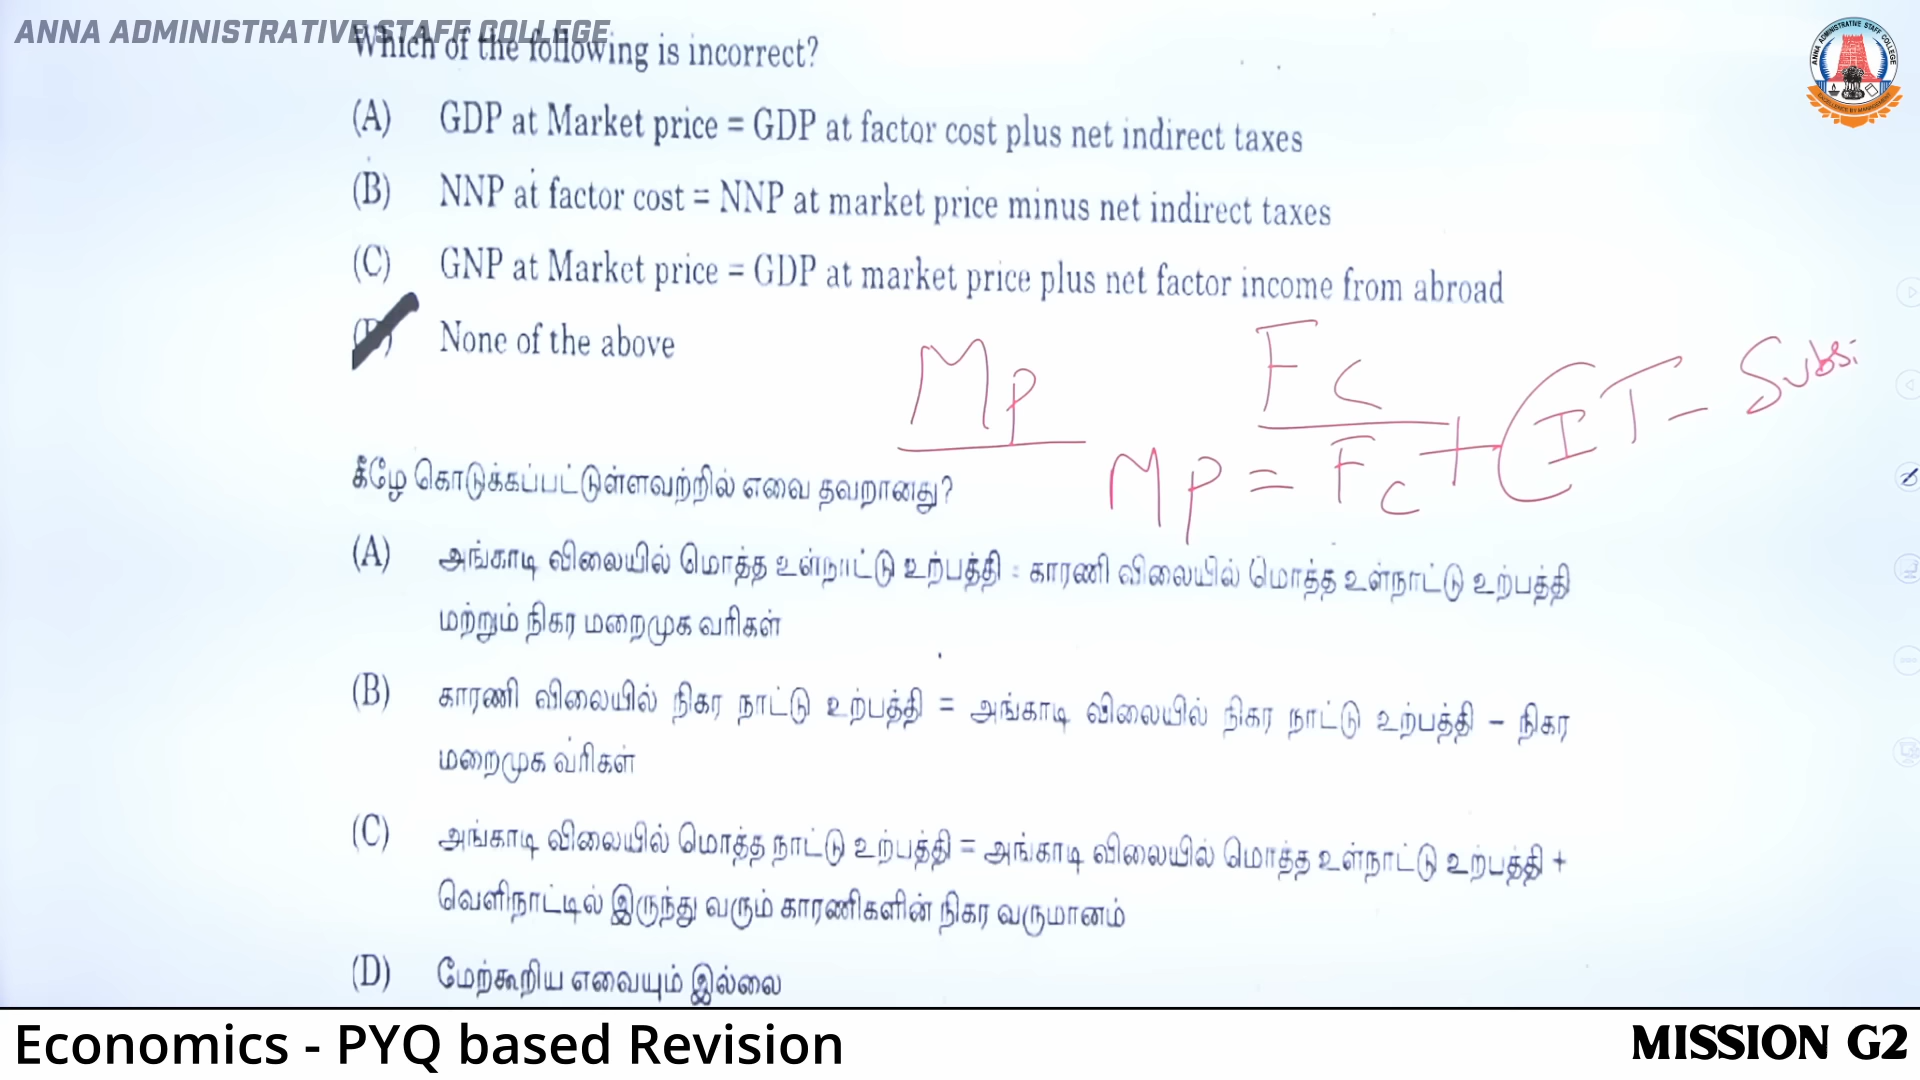 ANNA ADMINISTRATIVE STAFF COLLEGE
Which of the following is incorrect?
(A) GDP at Market price = GDP at factor cost plus net indirect taxes
(B) NNP at factor cost = NNP at market price minus net indirect taxes
(C) GNP at Market price = GDP at market price plus net factor income from abroad
(D) None of the above
MP FC
MP = FC + (IT - Subsi
கீழே கொடுக்கப்பட்டுள்ளவற்றில் எவை தவறானது?
(A) அங்காடி விலையில் மொத்த உள்நாட்டு உற்பத்தி = காரணி விலையில் மொத்த உள்நாட்டு உற்பத்தி
மற்றும் நிகர மறைமுக வரிகள்
(B) காரணி விலையில் நிகர நாட்டு உற்பத்தி = அங்காடி விலையில் நிகர நாட்டு உற்பத்தி – நிகர
மறைமுக வரிகள்
(C) அங்காடி விலையில் மொத்த நாட்டு உற்பத்தி = அங்காடி விலையில் மொத்த உள்நாட்டு உற்பத்தி +
வெளிநாட்டில் இருந்து வரும் காரணிகளின் நிகர வருமானம்
(D) மேற்கூறிய எவையும் இல்லை
Economics - PYQ based Revision
MISSION G2